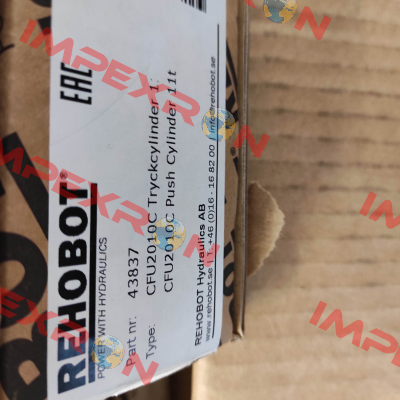 REHOBOT®
POWER WITH HYDRAULICS
EAC
Part nr: 43837
Type: CFU2010C Tryckcylinder 1
CFU2010C Push Cylinder 11t
REHOBOT Hydraulics AB
www.rehobot.se | T. +46 (0)16 - 16 82 00 | info@rehobot.se
IMPEXRON
IMPEXRON
IMPEXRON